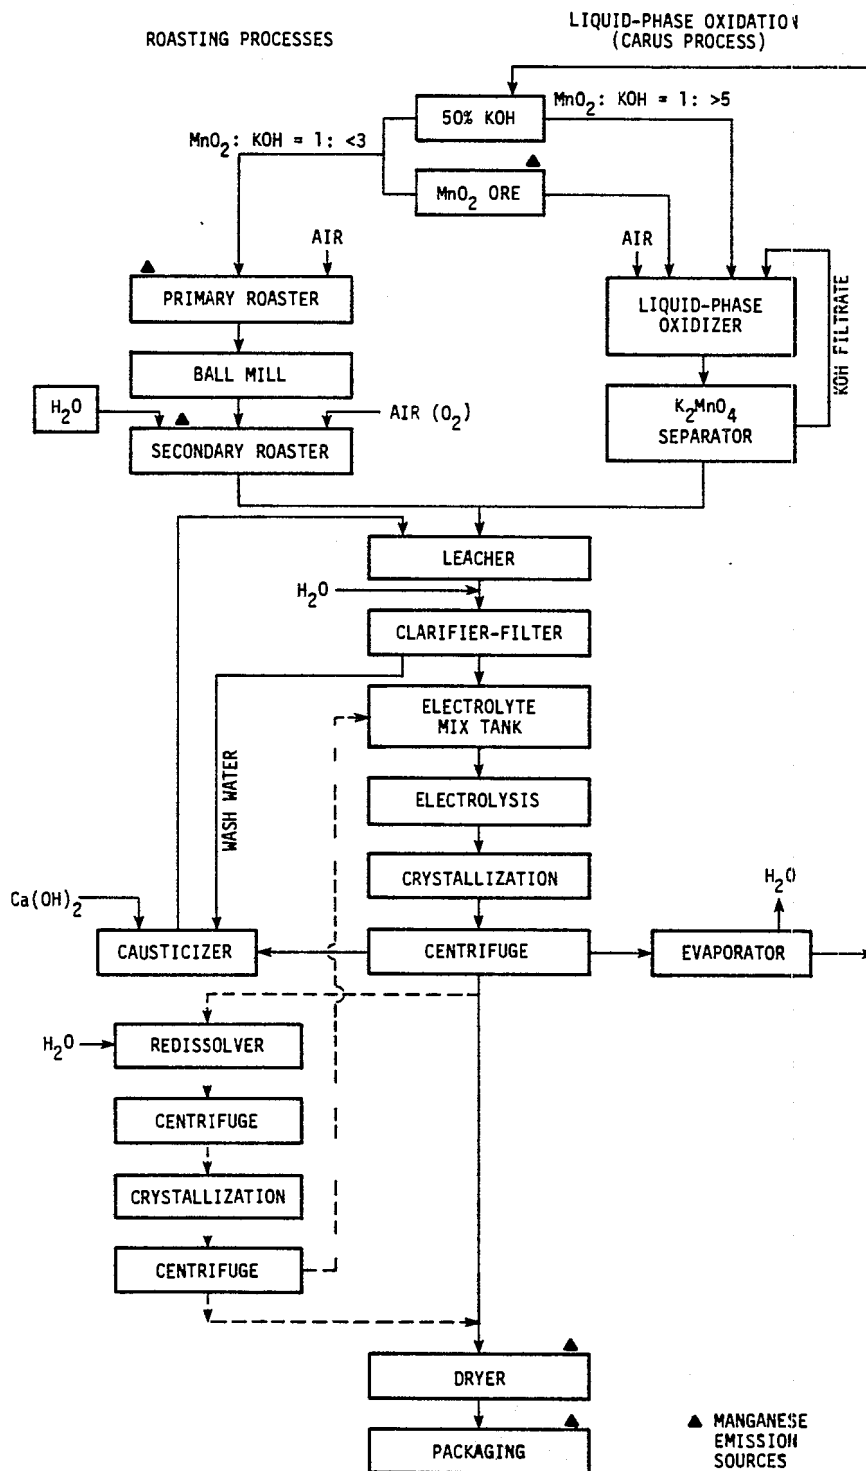 ROASTING PROCESSES
LIQUID-PHASE OXIDATION
(CARUS PROCESS)
50% KOH
MnO₂: KOH = 1: >5
MnO₂: KOH = 1: <3
MnO₂ ORE
AIR
AIR
PRIMARY ROASTER
LIQUID-PHASE
OXIDIZER
KOH FILTRATE
BALL MILL
H₂O
AIR (O₂)
K₂MnO₄
SEPARATOR
SECONDARY ROASTER
LEACHER
H₂O
CLARIFIER-FILTER
ELECTROLYTE
MIX TANK
WASH WATER
ELECTROLYSIS
CRYSTALLIZATION
H₂O
Ca(OH)₂
CAUSTICIZER
CENTRIFUGE
EVAPORATOR
H₂O
REDISSOLVER
CENTRIFUGE
CRYSTALLIZATION
CENTRIFUGE
DRYER
PACKAGING
▲ MANGANESE
EMISSION
SOURCES